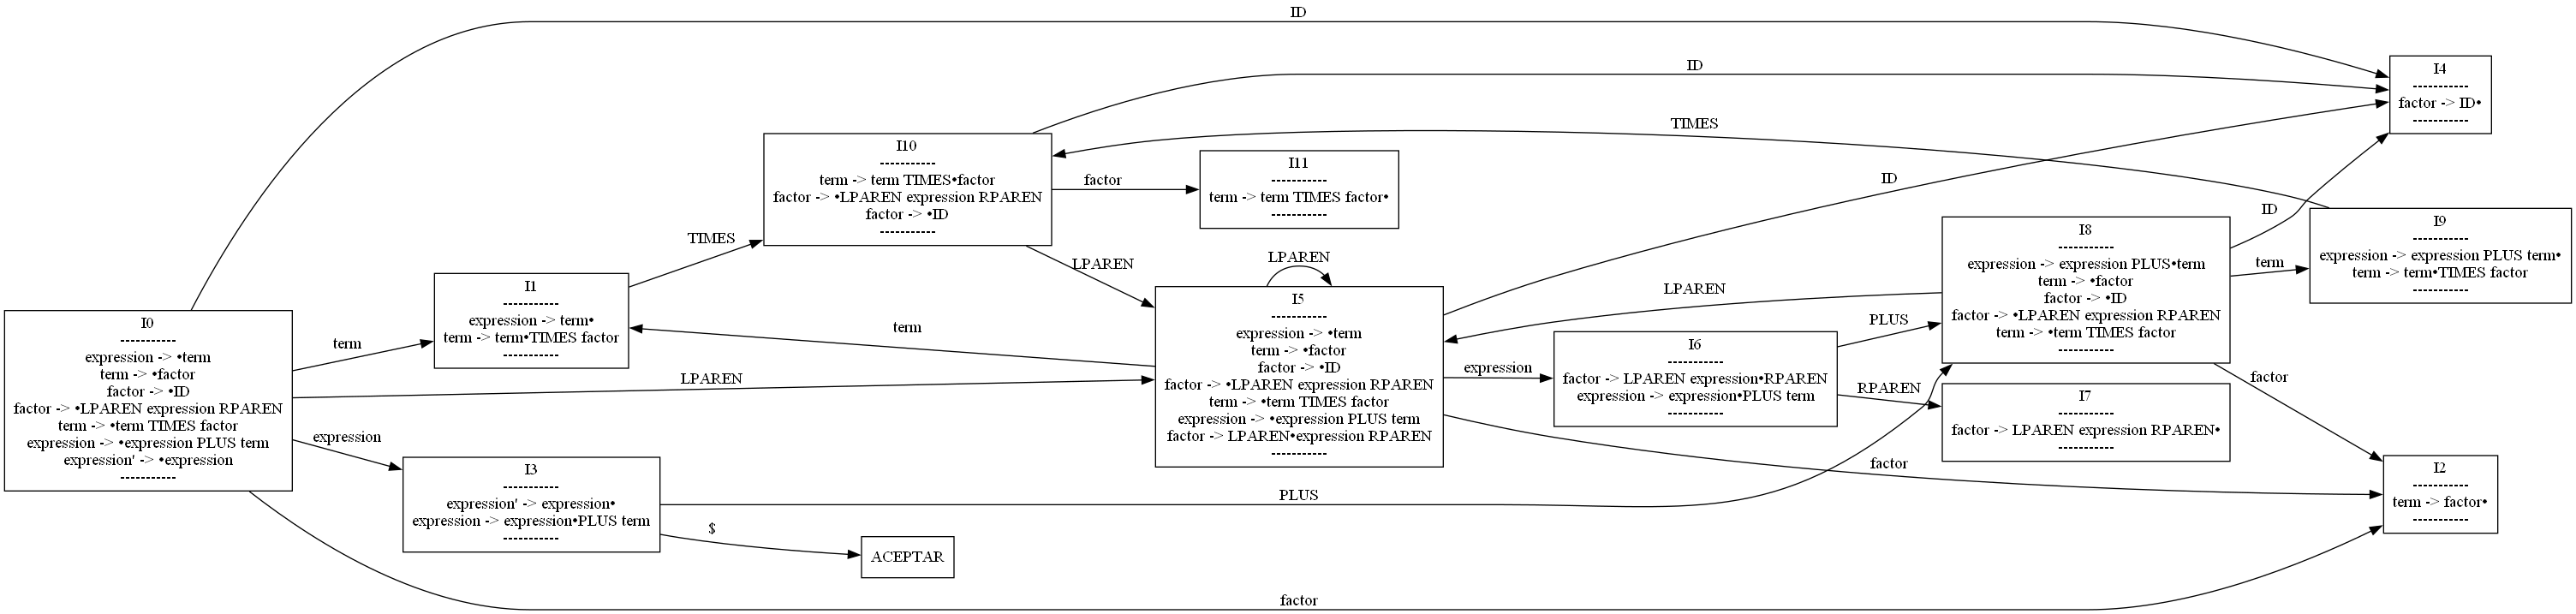 ID
ID
I4
-----------
factor -> ID•
-----------
TIMES
I10
-----------
term -> term TIMES•factor
factor -> •LPAREN expression RPAREN
factor -> •ID
-----------
factor
I11
-----------
term -> term TIMES factor•
-----------
ID
ID
TIMES
LPAREN
LPAREN
I1
-----------
expression -> term•
term -> term•TIMES factor
-----------
term
term
I0
-----------
expression -> •term
term -> •factor
factor -> •ID
factor -> •LPAREN expression RPAREN
term -> •term TIMES factor
expression -> •expression PLUS term
expression' -> •expression
-----------
LPAREN
expression
I5
-----------
expression -> •term
term -> •factor
factor -> •ID
factor -> •LPAREN expression RPAREN
term -> •term TIMES factor
expression -> •expression PLUS term
factor -> LPAREN•expression RPAREN
-----------
LPAREN
expression
I6
-----------
factor -> LPAREN expression•RPAREN
expression -> expression•PLUS term
-----------
PLUS
RPAREN
I8
-----------
expression -> expression PLUS•term
term -> •factor
factor -> •ID
factor -> •LPAREN expression RPAREN
term -> •term TIMES factor
-----------
term
I9
-----------
expression -> expression PLUS term•
term -> term•TIMES factor
-----------
factor
I7
-----------
factor -> LPAREN expression RPAREN•
-----------
factor
I2
-----------
term -> factor•
-----------
I3
-----------
expression' -> expression•
expression -> expression•PLUS term
-----------
PLUS
$
ACEPTAR
factor